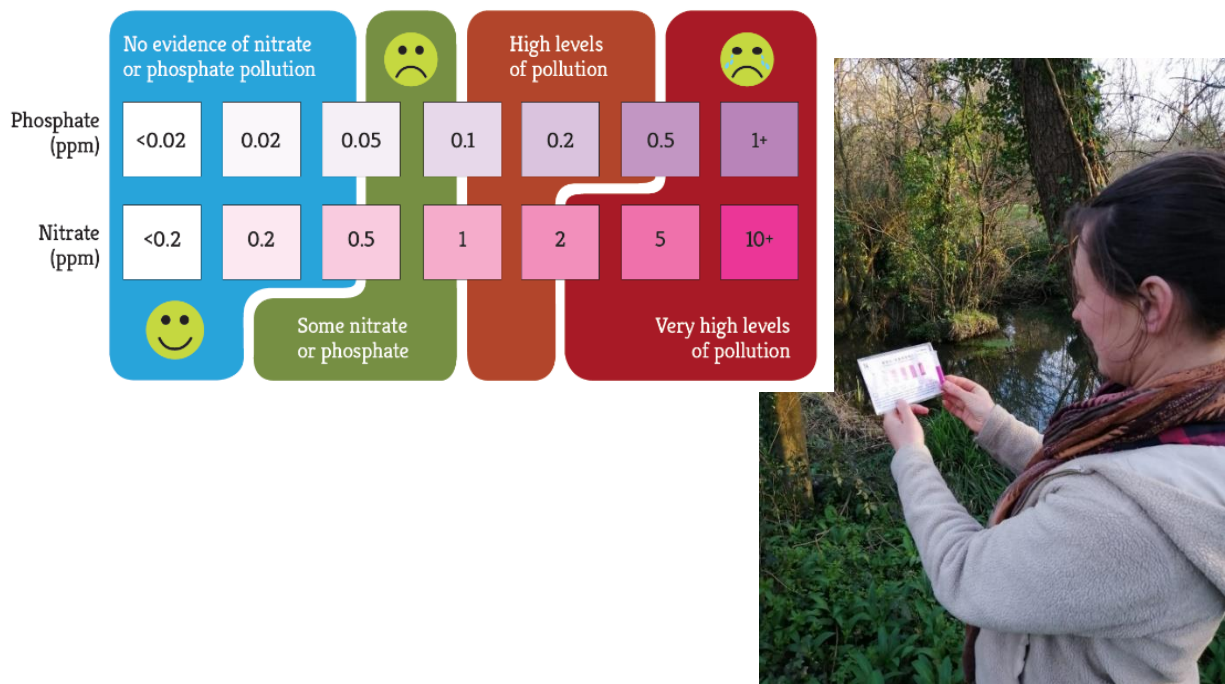 No evidence of nitrate
or phosphate pollution
High levels
of pollution
Phosphate
(ppm)
<0.02 0.02 0.05 0.1 0.2 0.5 1+
Nitrate
(ppm)
<0.2 0.2 0.5 1 2 5 10+
Some nitrate
or phosphate
Very high levels
of pollution